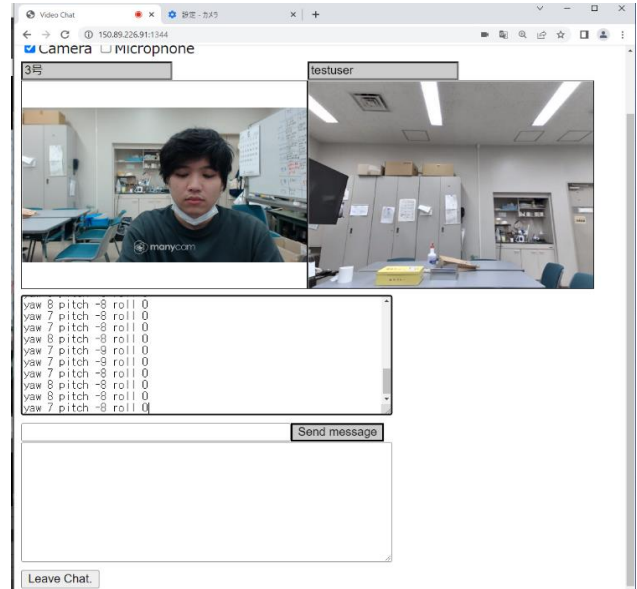 Video Chat
設定 - カメラ
150.89.226.91:1344
Camera Microphone
3号
testuser
manycam
yaw 8 pitch -8 roll 0
yaw 7 pitch -8 roll 0
yaw 7 pitch -8 roll 0
yaw 8 pitch -8 roll 0
yaw 7 pitch -9 roll 0
yaw 7 pitch -9 roll 0
yaw 7 pitch -8 roll 0
yaw 8 pitch -8 roll 0
yaw 8 pitch -8 roll 0
yaw 7 pitch -8 roll 0
Send message
Leave Chat.